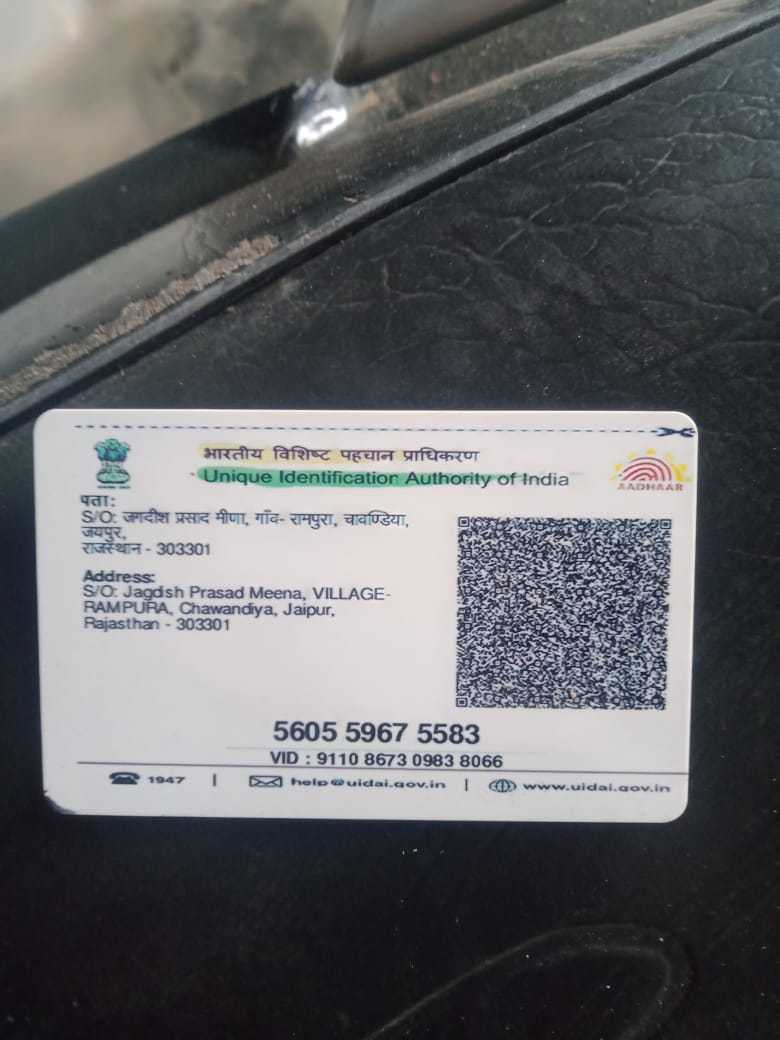 भारतीय विशिष्ट पहचान प्राधिकरण
Unique Identification Authority of India
AADHAAR
पता:
S/O: जगदीश प्रसाद मीणा, गाँव- रामपुरा, चावण्डिया,
जयपुर,
राजस्थान - 303301
Address:
S/O: Jagdish Prasad Meena, VILLAGE-
RAMPURA, Chawandiya, Jaipur,
Rajasthan - 303301
5605 5967 5583
VID : 9110 8673 0983 8066
1947 | help@uidai.gov.in | www.uidai.gov.in